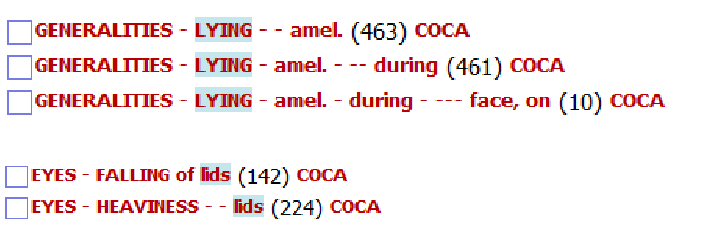 GENERALITIES - LYING - - amel. (463) COCA
GENERALITIES - LYING - amel. - -- during (461) COCA
GENERALITIES - LYING - amel. - during - --- face, on (10) COCA
EYES - FALLING of lids (142) COCA
EYES - HEAVINESS - - lids (224) COCA